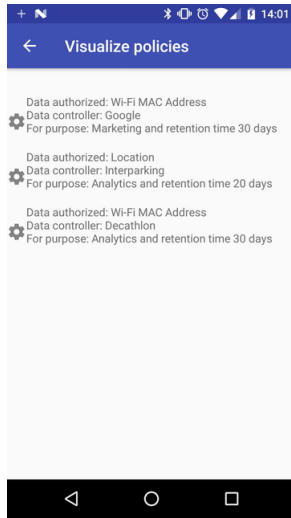 14:01
Visualize policies
Data authorized: Wi-Fi MAC Address
Data controller: Google
For purpose: Marketing and retention time 30 days
Data authorized: Location
Data controller: Interparking
For purpose: Analytics and retention time 20 days
Data authorized: Wi-Fi MAC Address
Data controller: Decathlon
For purpose: Analytics and retention time 30 days